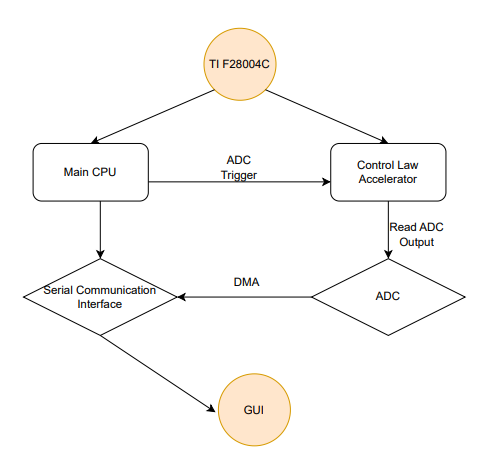 TI F28004C
Main CPU
ADC
Trigger
Control Law
Accelerator
Read ADC
Output
Serial Communication
Interface
DMA
ADC
GUI